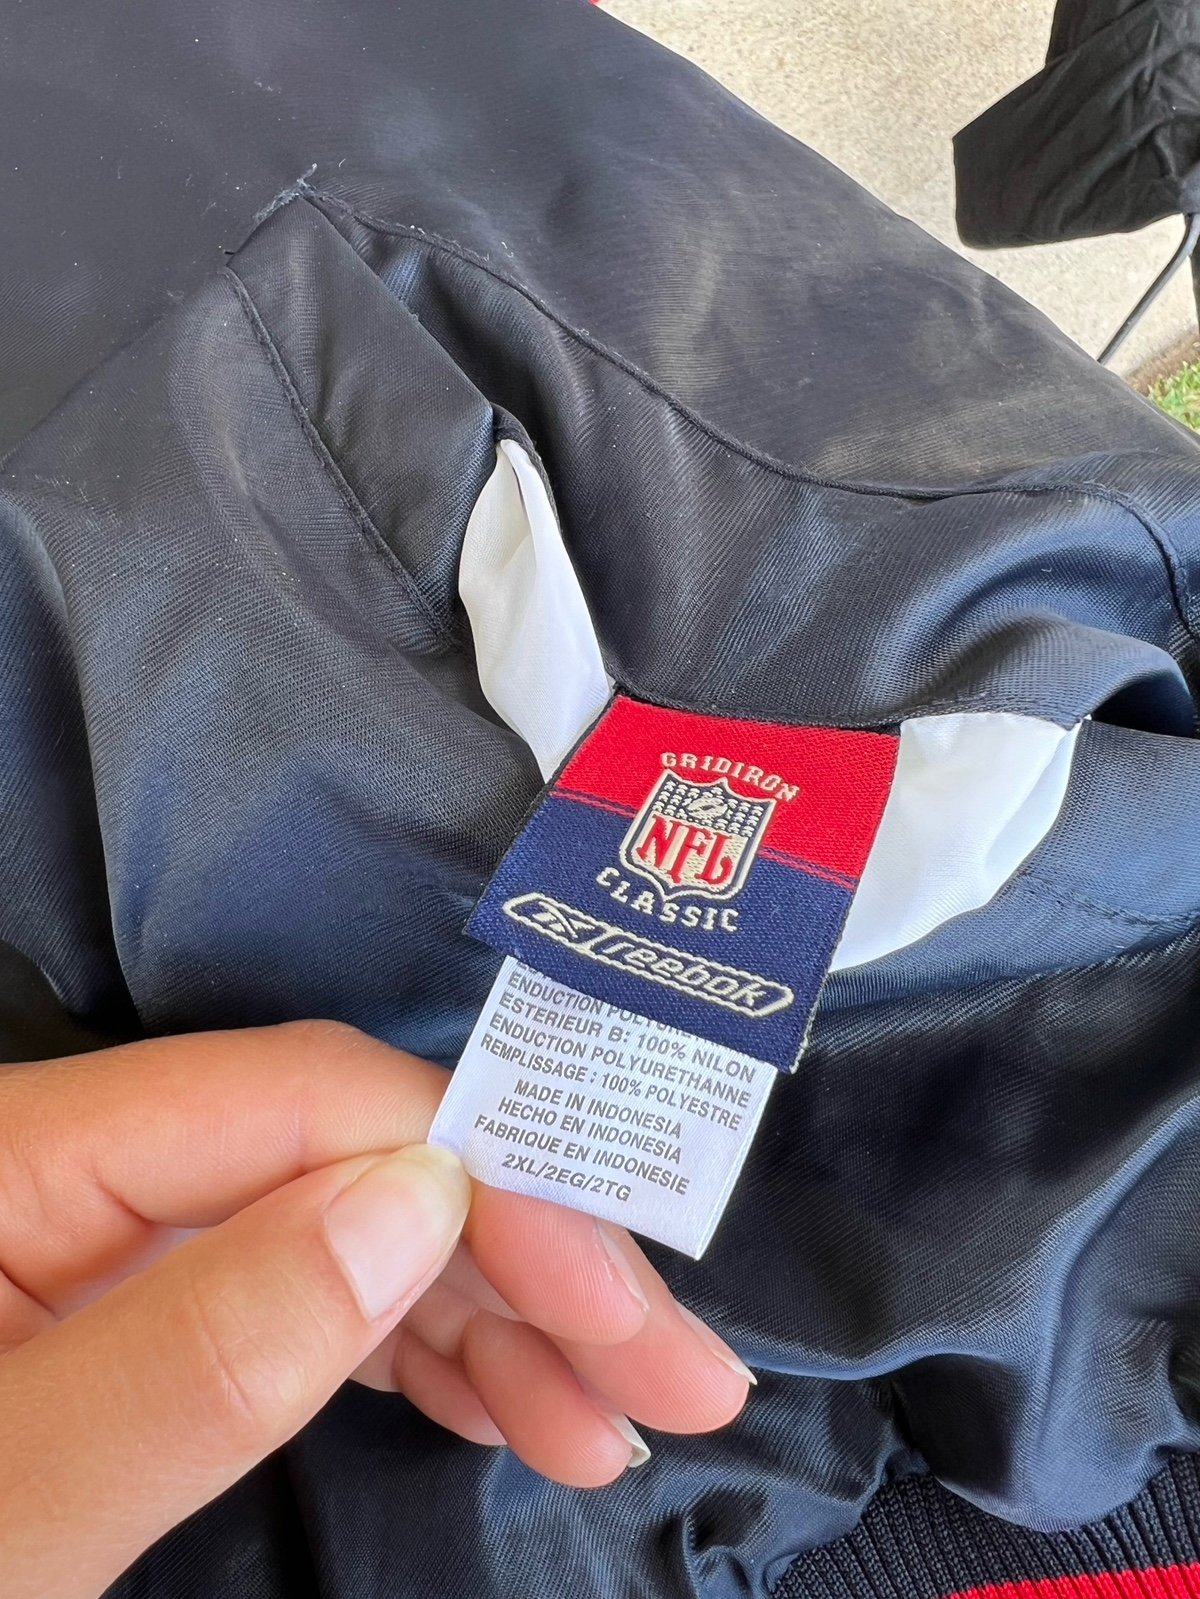 GRIDIRON
NFL
CLASSIC
Reebok
ENDUCTION
ESTERIEUR B: 100% NILON
ENDUCTION POLYURETHANNE
REMPLISSAGE : 100% POLYESTRE
MADE IN INDONESIA
HECHO EN INDONESIA
FABRIQUE EN INDONESIE
2XL/2EG/2TG